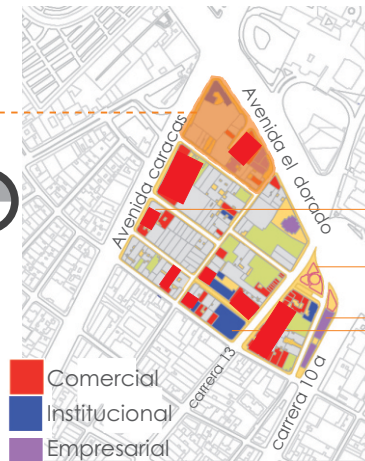 Avenida el dorado
Avenida caracas
carrera 13
carrera 10 a
Comercial
Institucional
Empresarial